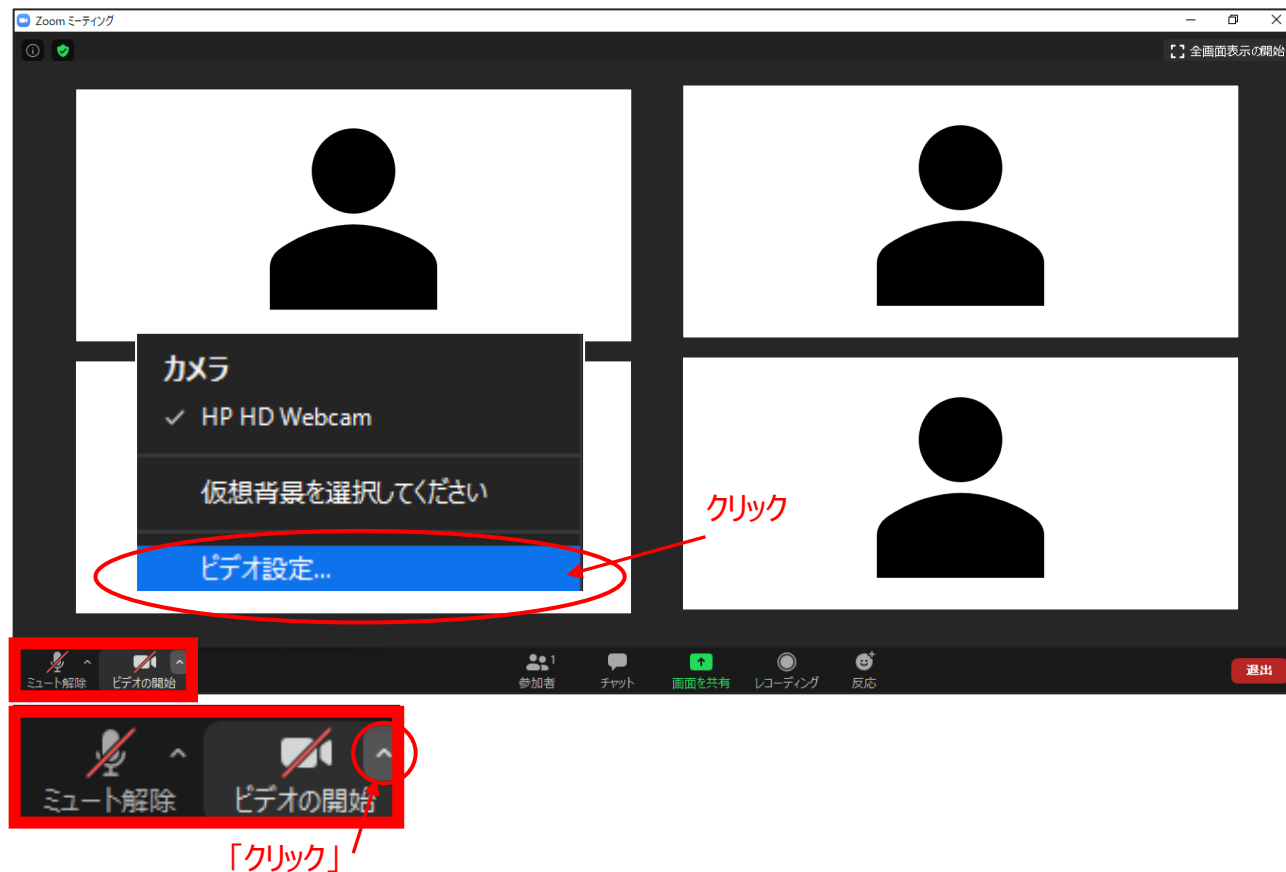 Zoom ミーティング
全画面表示の開始
カメラ
✓ HP HD Webcam
仮想背景を選択してください
ビデオ設定...
クリック
ミュート解除
ビデオの開始
1
参加者
チャット
画面を共有
レコーディング
反応
退出
ミュート解除
ビデオの開始
「クリック」